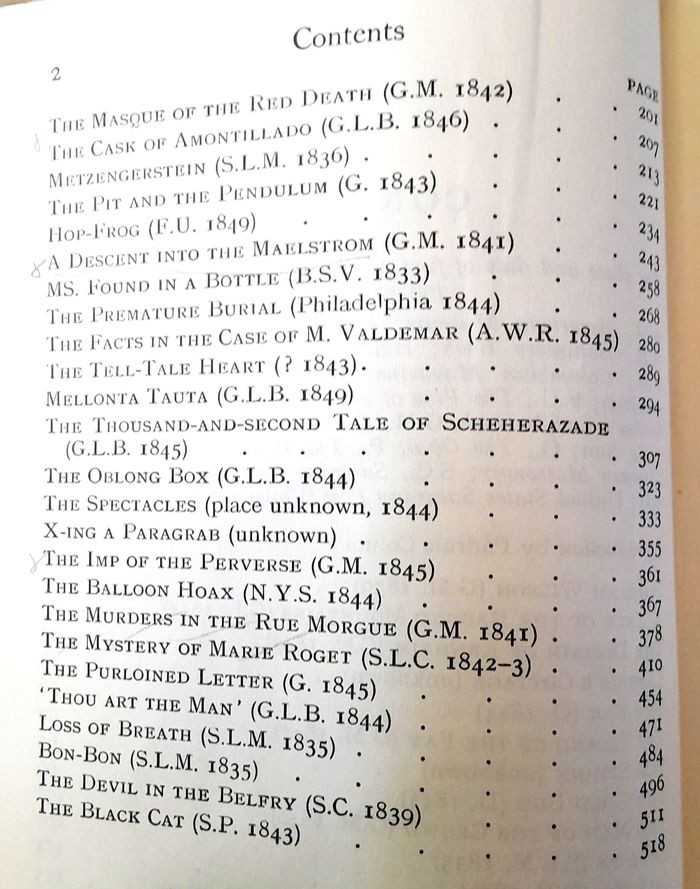 Contents
2
PAGE
THE MASQUE OF THE RED DEATH (G.M. 1842) . . 201
THE CASK OF AMONTILLADO (G.L.B. 1846) . . . 207
METZENGERSTEIN (S.L.M. 1836) . . . . . 213
THE PIT AND THE PENDULUM (G. 1843) . . . 221
HOP-FROG (F.U. 1849) . . . . . . 234
A DESCENT INTO THE MAELSTROM (G.M. 1841) . . 243
MS. FOUND IN A BOTTLE (B.S.V. 1833) . . . 258
THE PREMATURE BURIAL (Philadelphia 1844) . . 268
THE FACTS IN THE CASE OF M. VALDEMAR (A.W.R. 1845) 280
THE TELL-TALE HEART (? 1843) . . . . . 289
MELLONTA TAUTA (G.L.B. 1849) . . . . 294
THE THOUSAND-AND-SECOND TALE OF SCHEHERAZADE
(G.L.B. 1845) . . . . . . . 307
THE OBLONG BOX (G.L.B. 1844) . . . . 323
THE SPECTACLES (place unknown, 1844) . . . 333
X-ING A PARAGRAB (unknown) . . . . . 355
THE IMP OF THE PERVERSE (G.M. 1845) . . . 361
THE BALLOON HOAX (N.Y.S. 1844) . . . . 367
THE MURDERS IN THE RUE MORGUE (G.M. 1841) . . 378
THE MYSTERY OF MARIE ROGET (S.L.C. 1842–3) . . 410
THE PURLOINED LETTER (G. 1845) . . . . 454
‘THOU ART THE MAN’ (G.L.B. 1844) . . . . 471
LOSS OF BREATH (S.L.M. 1835) . . . . . 484
BON-BON (S.L.M. 1835) . . . . . . 496
THE DEVIL IN THE BELFRY (S.C. 1839) . . . 511
THE BLACK CAT (S.P. 1843) . . . . . 518